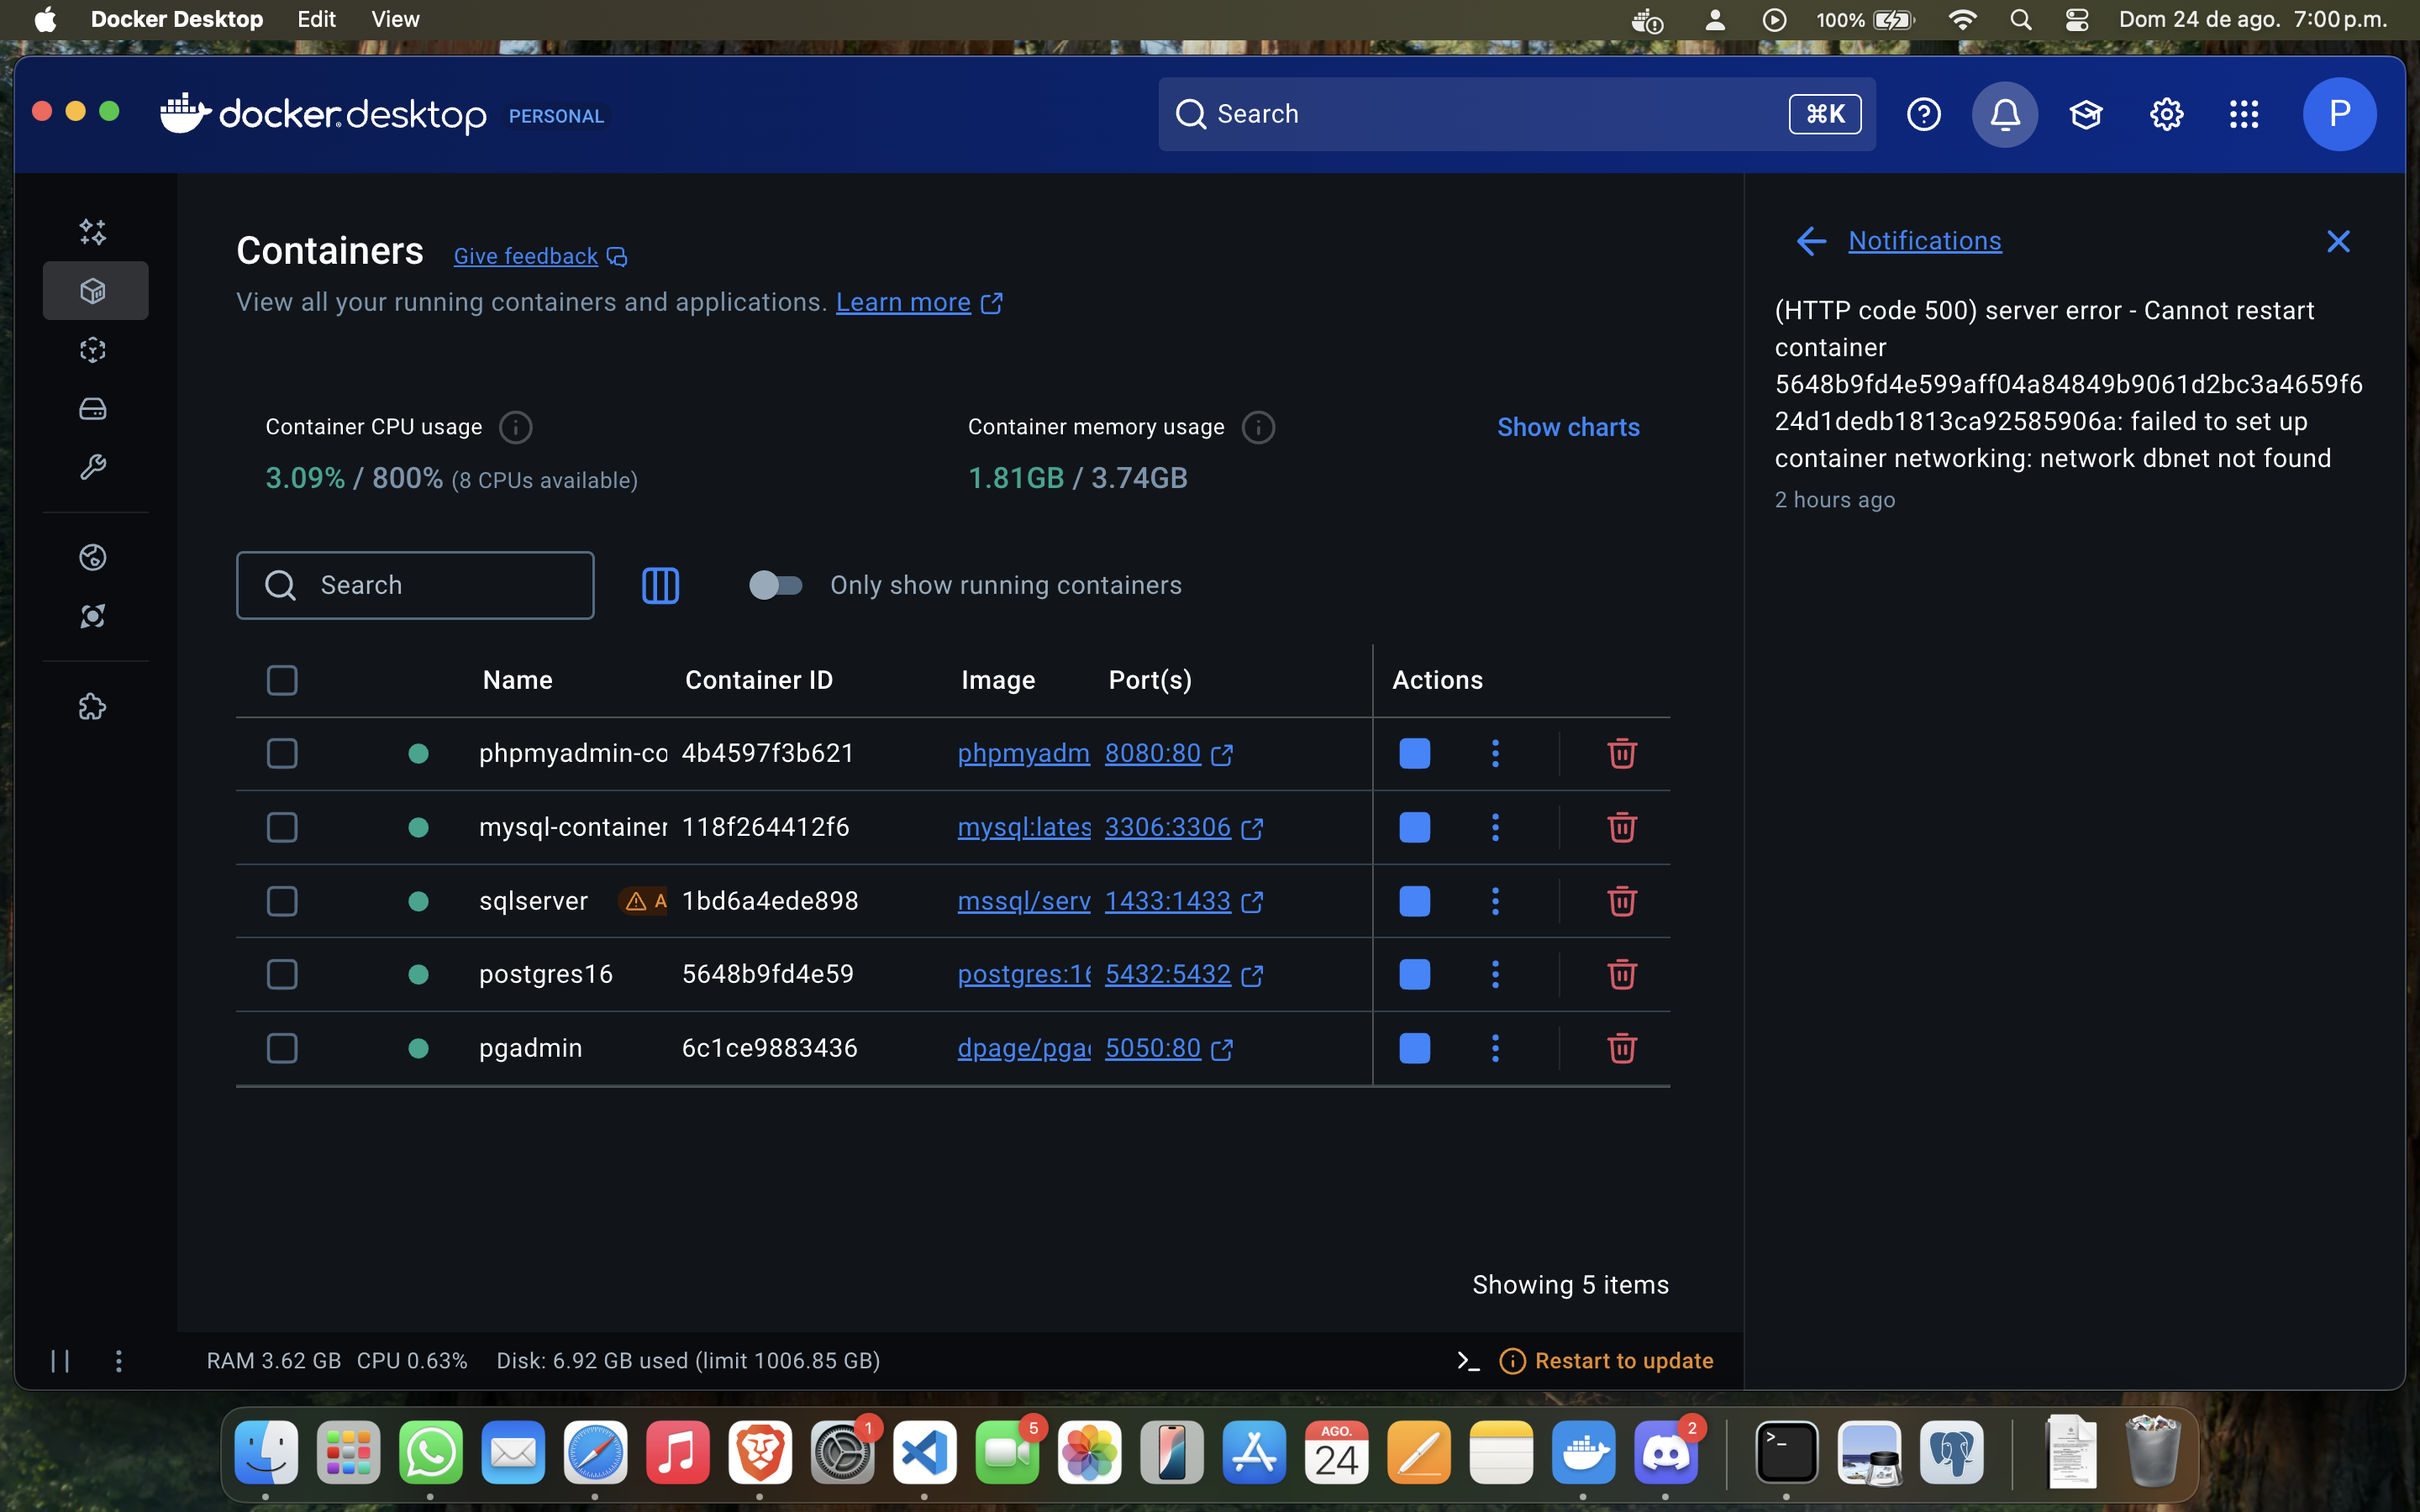 Docker Desktop Edit View 100% Dom 24 de ago. 7:00 p.m.
docker desktop PERSONAL Search ⌘K P
Containers Give feedback
View all your running containers and applications. Learn more
Container CPU usage Container memory usage Show charts
3.09% / 800% (8 CPUs available) 1.81GB / 3.74GB
Search Only show running containers
Name Container ID Image Port(s) Actions
phpmyadmin-co 4b4597f3b621 phpmyadm 8080:80
mysql-container 118f264412f6 mysql:lates 3306:3306
sqlserver A 1bd6a4ede898 mssql/serv 1433:1433
postgres16 5648b9fd4e59 postgres:16 5432:5432
pgadmin 6c1ce9883436 dpage/pga 5050:80
Showing 5 items
RAM 3.62 GB CPU 0.63% Disk: 6.92 GB used (limit 1006.85 GB) Restart to update
Notifications
(HTTP code 500) server error - Cannot restart
container
5648b9fd4e599aff04a84849b9061d2bc3a4659f6
24d1dedb1813ca92585906a: failed to set up
container networking: network dbnet not found
2 hours ago
1 5 AGO. 24 2